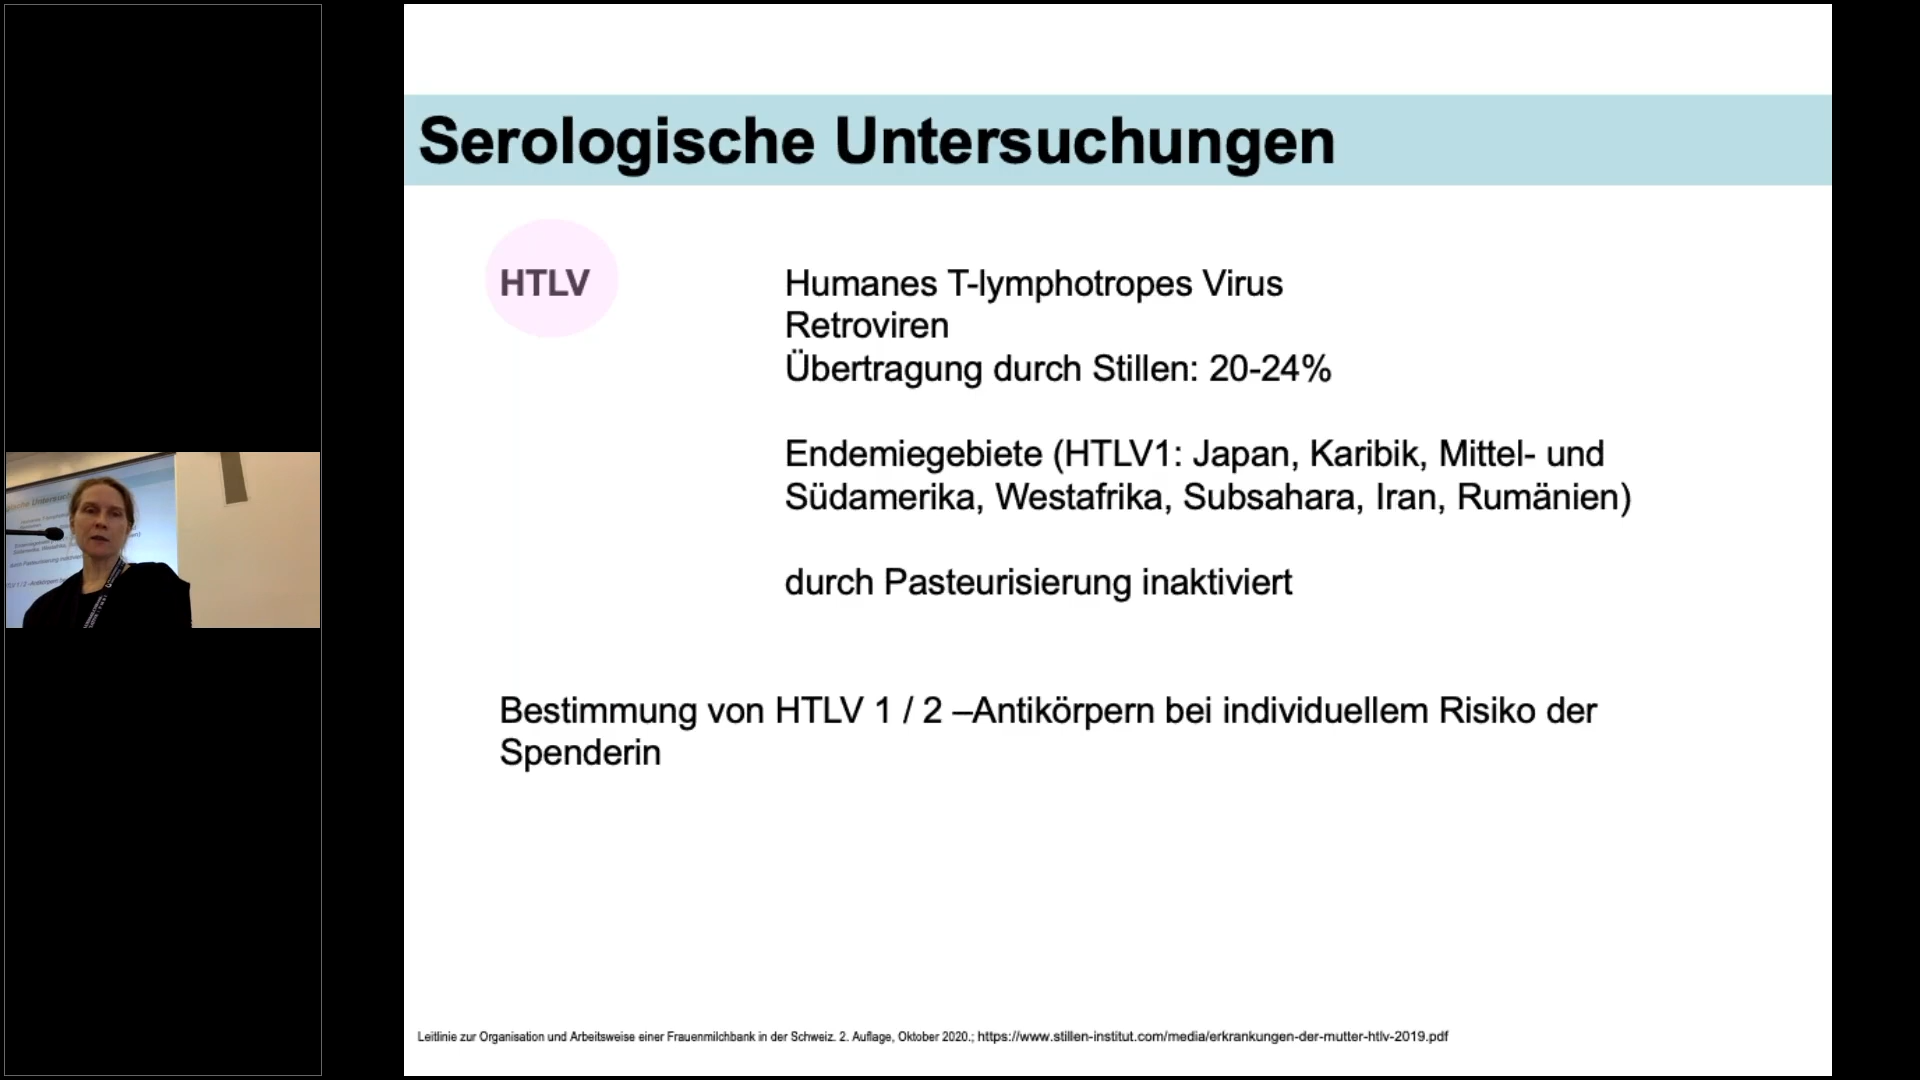 Serologische Untersuchungen
HTLV
Humanes T-lymphotropes Virus
Retroviren
Übertragung durch Stillen: 20-24%
Endemiegebiete (HTLV1: Japan, Karibik, Mittel- und
Südamerika, Westafrika, Subsahara, Iran, Rumänien)
durch Pasteurisierung inaktiviert
Bestimmung von HTLV 1 / 2 –Antikörpern bei individuellem Risiko der
Spenderin
Leitlinie zur Organisation und Arbeitsweise einer Frauenmilchbank in der Schweiz. 2. Auflage, Oktober 2020.; https://www.stillen-institut.com/media/erkrankungen-der-mutter-htlv-2019.pdf